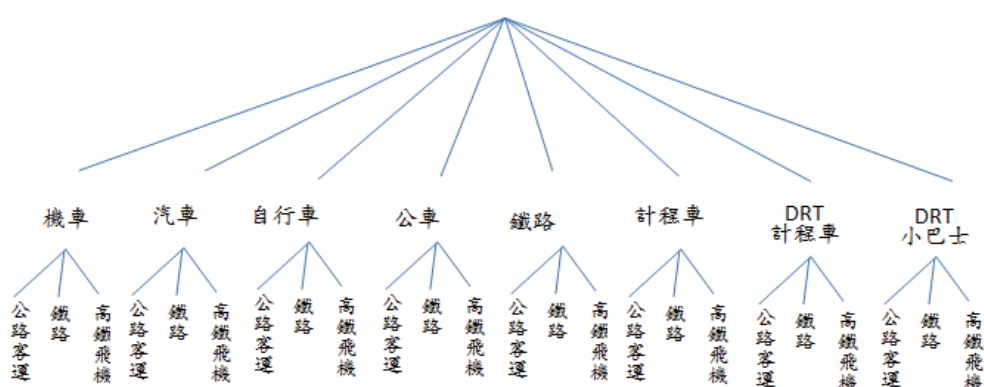 機車
汽車
自行車
公車
鐵路
計程車
DRT
計程車
DRT
小巴士
公路客運
鐵路
高鐵飛機
公路客運
鐵路
高鐵飛機
公路客運
鐵路
高鐵飛機
公路客運
鐵路
高鐵飛機
公路客運
鐵路
高鐵飛機
公路客運
鐵路
高鐵飛機
公路客運
鐵路
高鐵飛機
公路客運
鐵路
高鐵飛機